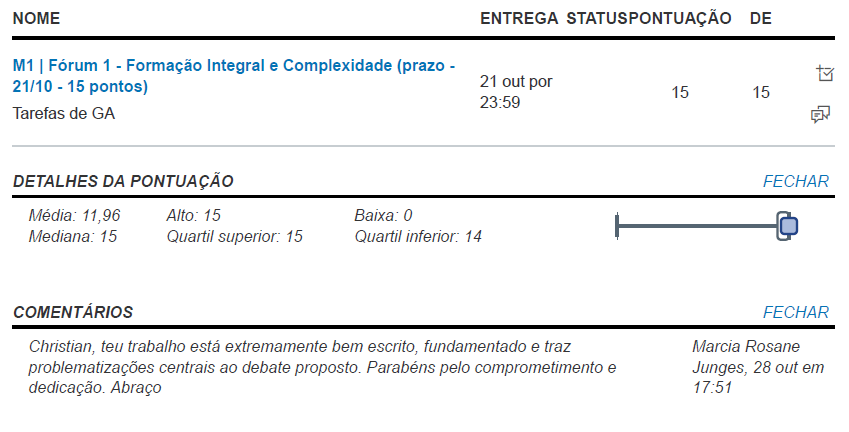 NOME ENTREGA STATUS PONTUAÇÃO DE
M1 | Fórum 1 - Formação Integral e Complexidade (prazo -
21/10 - 15 pontos)
Tarefas de GA
21 out por
23:59
15 15
DETALHES DA PONTUAÇÃO FECHAR
Média: 11,96 Alto: 15 Baixa: 0
Mediana: 15 Quartil superior: 15 Quartil inferior: 14
COMENTÁRIOS FECHAR
Christian, teu trabalho está extremamente bem escrito, fundamentado e traz
problematizações centrais ao debate proposto. Parabéns pelo comprometimento e
dedicação. Abraço
Marcia Rosane
Junges, 28 out em
17:51